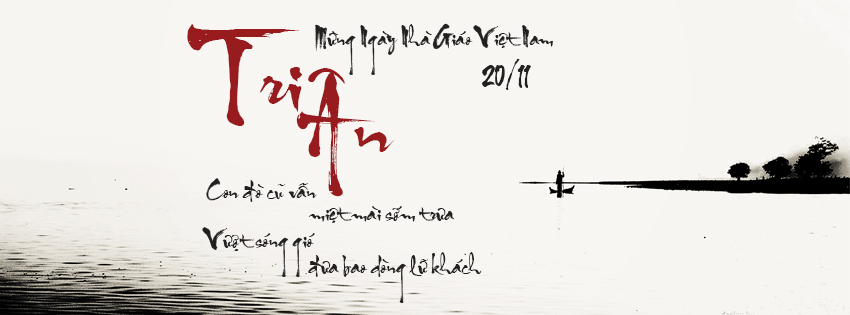 Mừng Ngày Nhà Giáo Việt Nam
20/11
Tri Ân
Con đò cũ vẫn
miệt mài sớm trưa
Vượt sóng gió
đưa bao dòng lữ khách